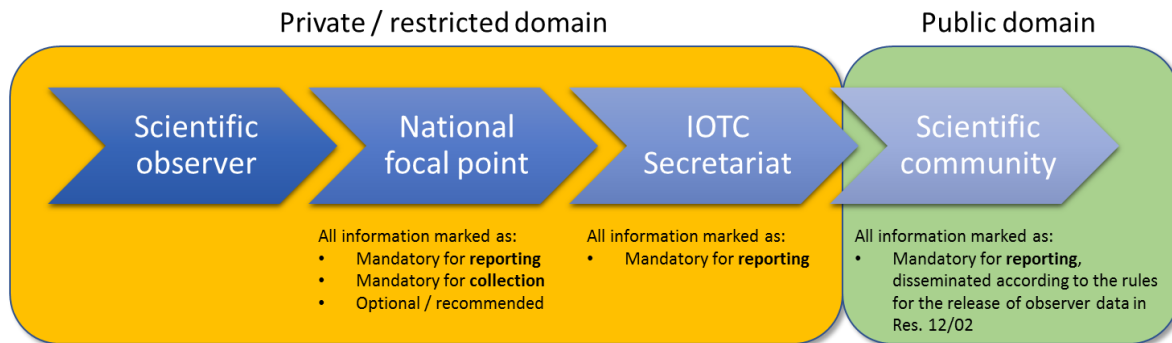 Private / restricted domain
Public domain
Scientific
observer
National
focal point
IOTC
Secretariat
Scientific
community
All information marked as:
• Mandatory for reporting
• Mandatory for collection
• Optional / recommended
All information marked as:
• Mandatory for reporting
All information marked as:
• Mandatory for reporting,
disseminated according to the rules
for the release of observer data in
Res. 12/02